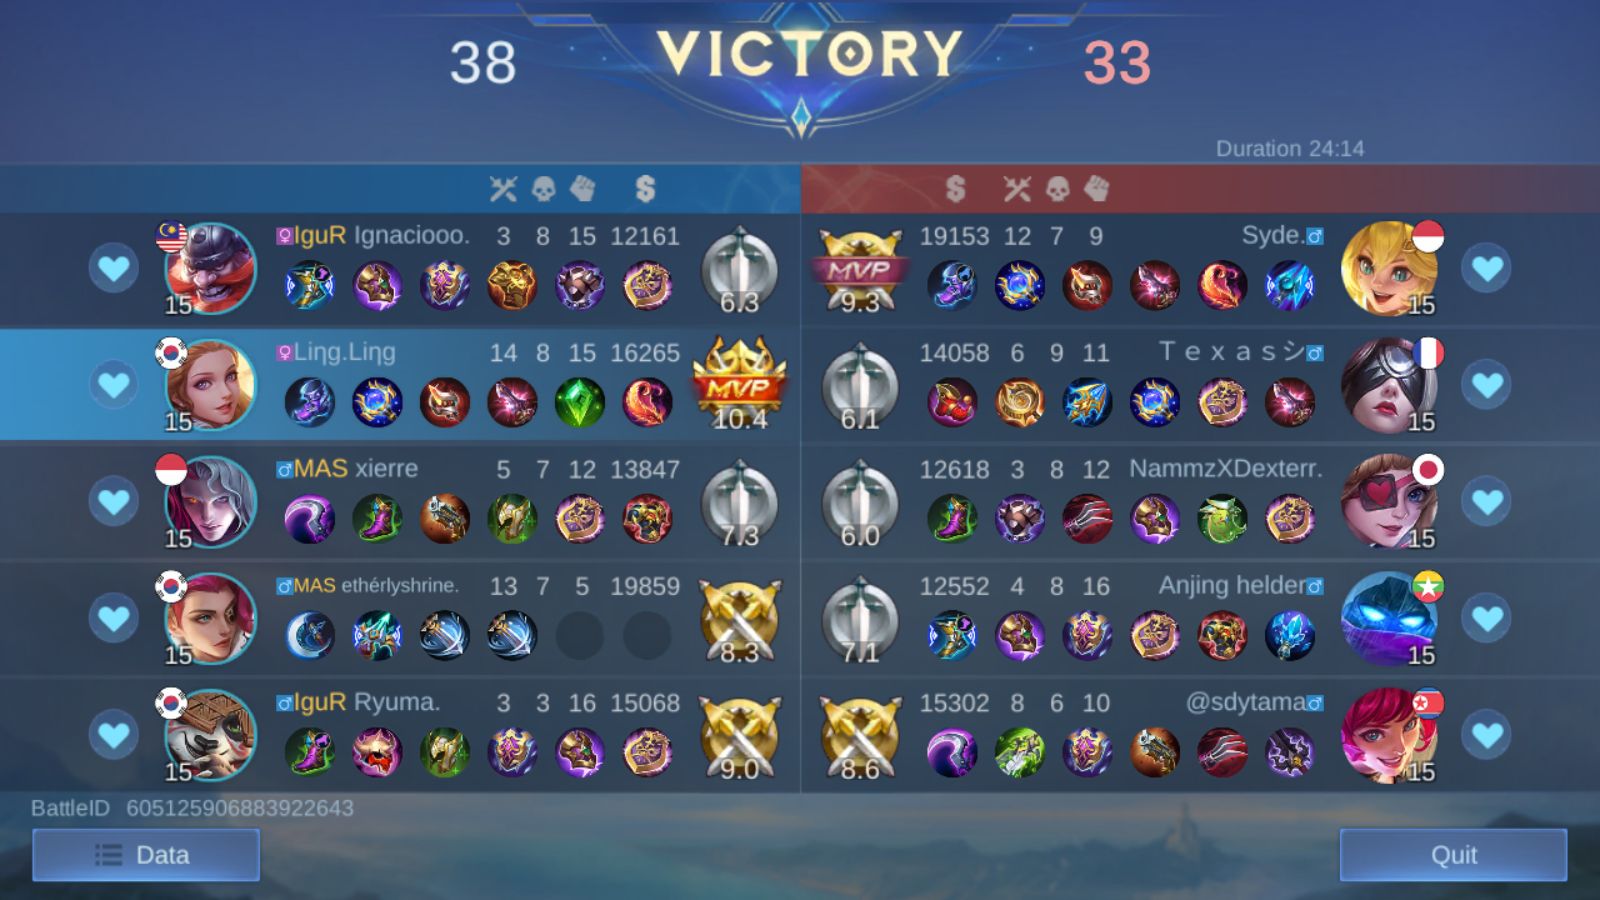 38 VICTORY 33
Duration 24:14
IguR Ignaciooo. 3 8 15 12161
15 6.3
MVP 19153 12 7 9 Syde.
9.3 15
Ling.Ling 14 8 15 16265 MVP
15 10.4
14058 6 9 11 Texasシ
6.1 15
MAS xierre 5 7 12 13847
15 7.3
12618 3 8 12 NammzXDexterr.
6.0 15
MAS ethérlyshrine. 13 7 5 19859
15 8.3
12552 4 8 16 Anjing helder
7.1 15
IguR Ryuma. 3 3 16 15068
15 9.0
15302 8 6 10 @sdytama
8.6 15
BattleID 605125906883922643
Data Quit